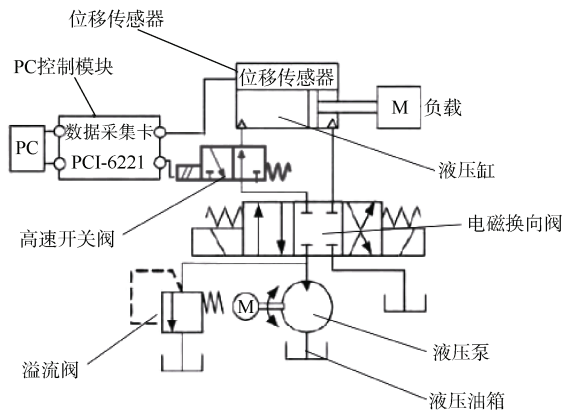 位移传感器
PC控制模块
位移传感器
M
负载
数据采集卡
PC
PCI-6221
液压缸
高速开关阀
电磁换向阀
M
液压泵
溢流阀
液压油箱